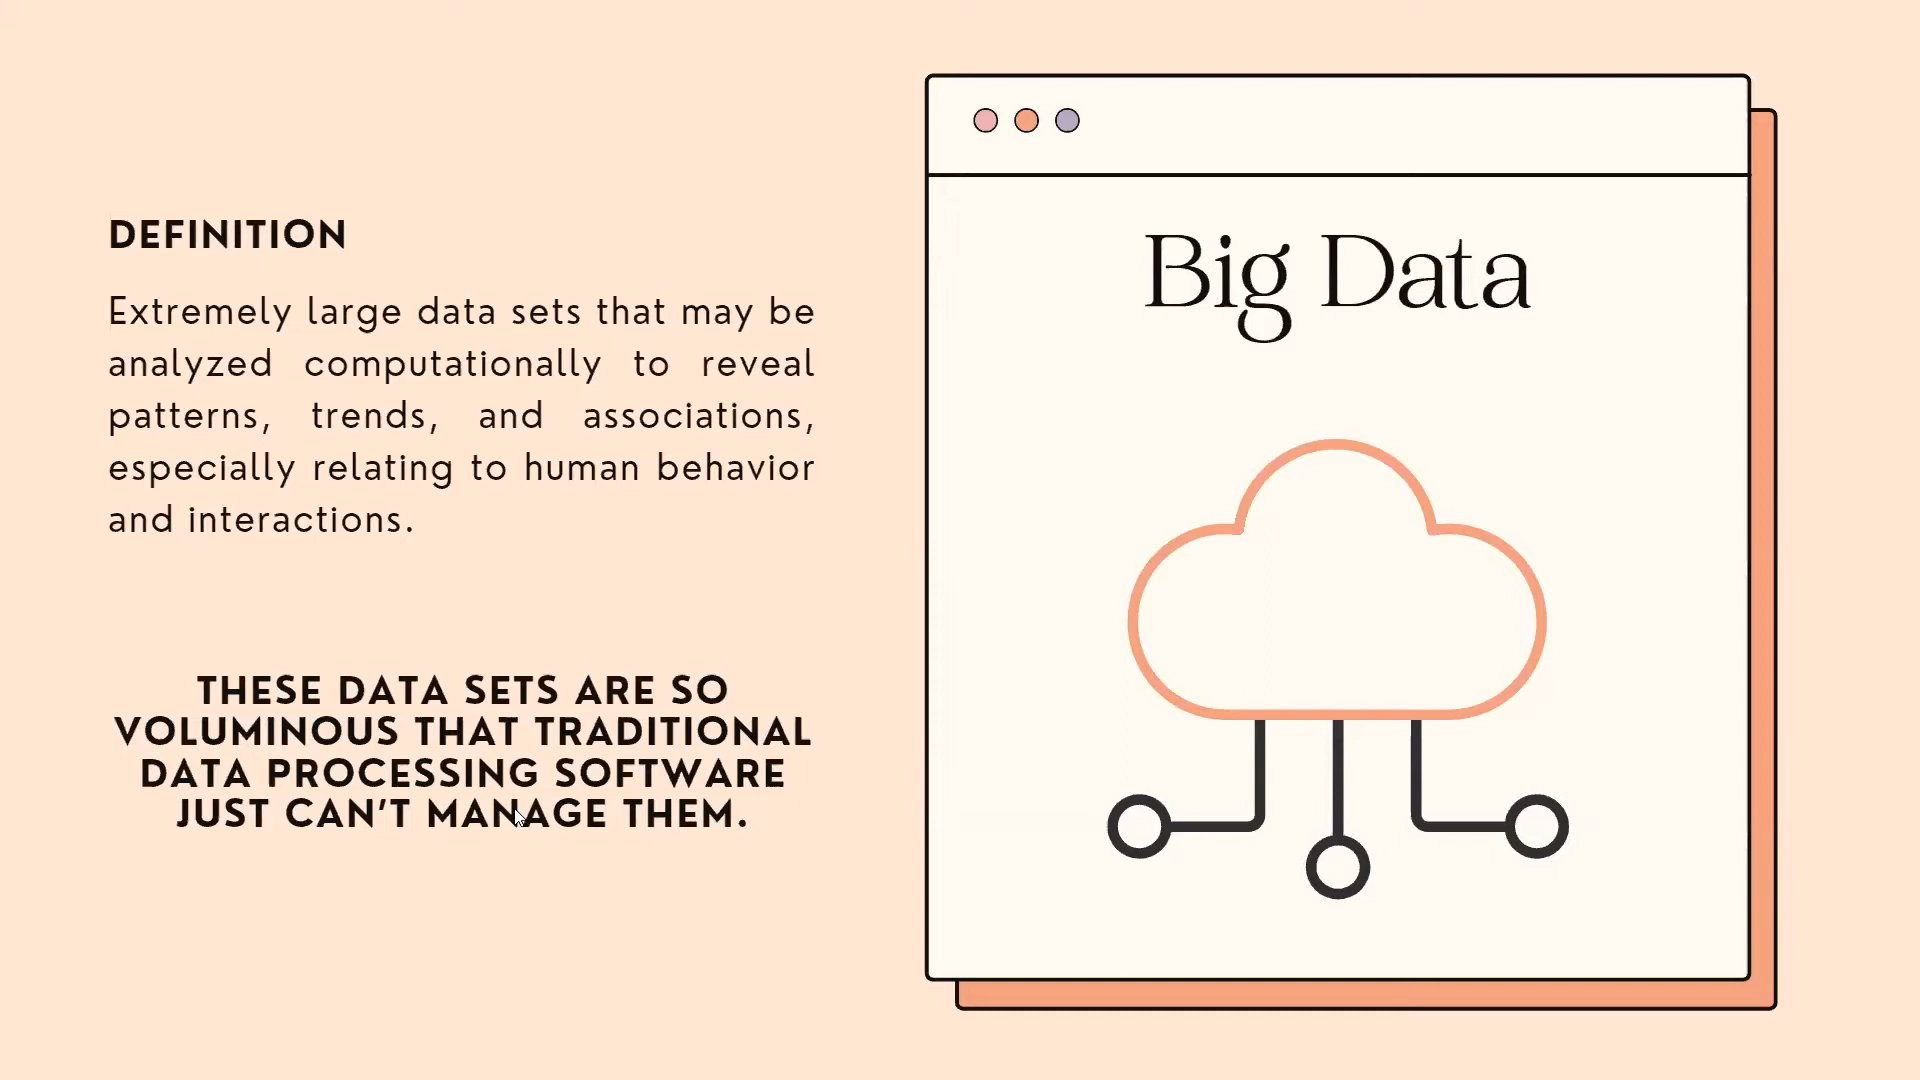 DEFINITION
Extremely large data sets that may be
analyzed computationally to reveal
patterns, trends, and associations,
especially relating to human behavior
and interactions.
THESE DATA SETS ARE SO
VOLUMINOUS THAT TRADITIONAL
DATA PROCESSING SOFTWARE
JUST CAN'T MANAGE THEM.
Big Data